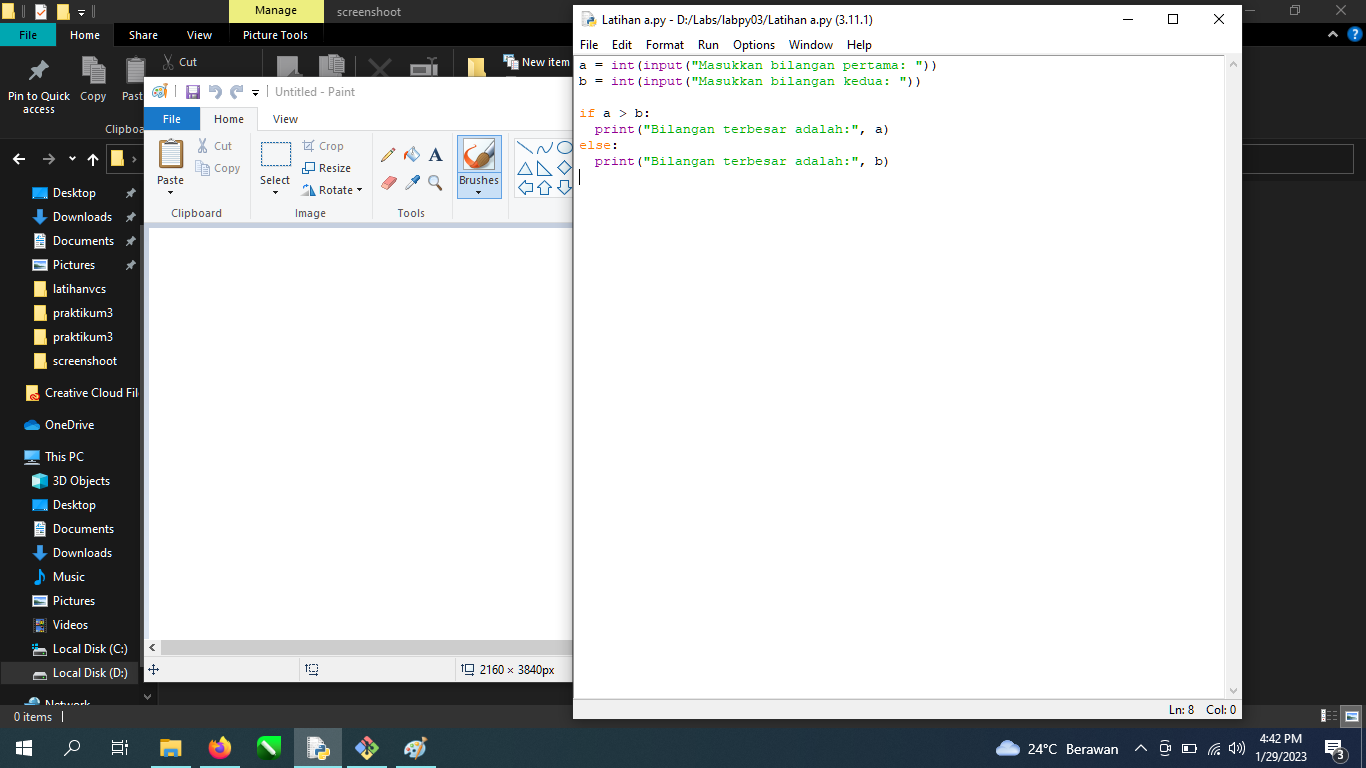 Manage
screenshoot
File Home Share View Picture Tools
Pin to Quick access
Copy
Cut
New item
Clipboa
Desktop
Downloads
Documents
Pictures
latihanvcs
praktikum3
praktikum3
screenshoot
Creative Cloud Fil
OneDrive
This PC
3D Objects
Desktop
Documents
Downloads
Music
Pictures
Videos
Local Disk (C:)
Local Disk (D:)
Network
0 items
Untitled - Paint
File Home View
Paste
Cut
Copy
Clipboard
Select
Crop
Resize
Rotate
Image
A
Tools
Brushes
2160 × 3840px
Latihan a.py - D:/Labs/labpy03/Latihan a.py (3.11.1)
File Edit Format Run Options Window Help
a = int(input("Masukkan bilangan pertama: "))
b = int(input("Masukkan bilangan kedua: "))
if a > b:
  print("Bilangan terbesar adalah:", a)
else:
  print("Bilangan terbesar adalah:", b)
Ln: 8 Col: 0
24°C Berawan
4:42 PM
1/29/2023
3